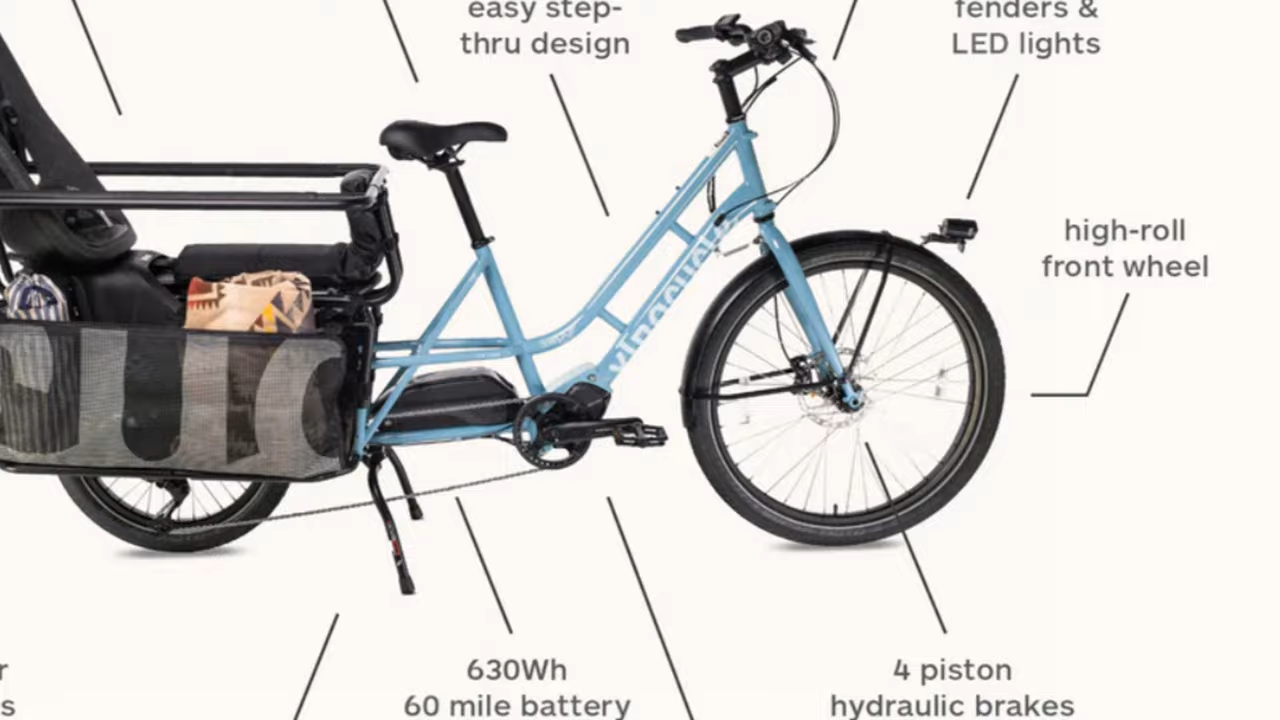 easy step-
thru design
fenders &
LED lights
high-roll
front wheel
630Wh
60 mile battery
4 piston
hydraulic brakes